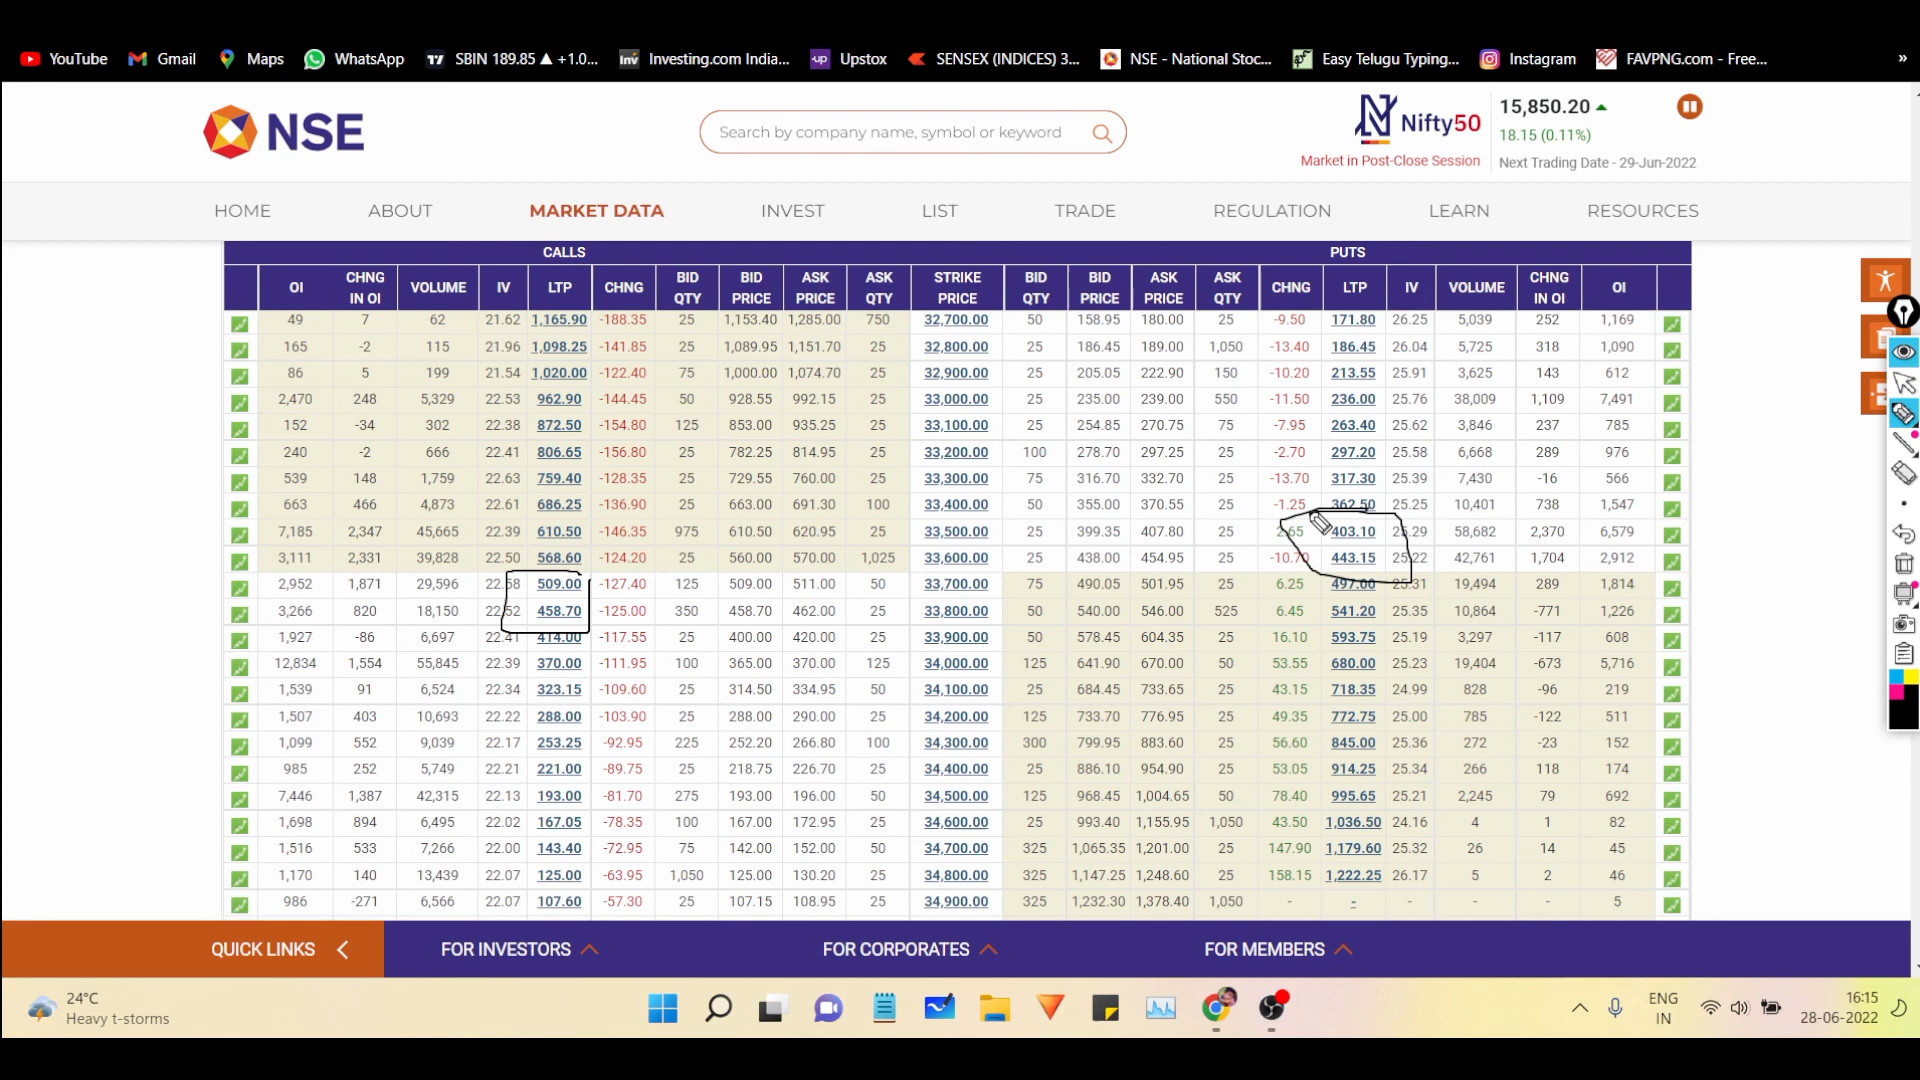 YouTube Gmail Maps WhatsApp SBIN 189.85 ▲ +1.0... Investing.com India... Upstox SENSEX (INDICES) 3... NSE - National Stoc... Easy Telugu Typing... Instagram FAVPNG.com - Free... »
NSE
Search by company name, symbol or keyword
Nifty50
15,850.20
18.15 (0.11%)
Market in Post-Close Session
Next Trading Date - 29-Jun-2022
HOME ABOUT MARKET DATA INVEST LIST TRADE REGULATION LEARN RESOURCES
CALLS PUTS
OI CHNG IN OI VOLUME IV LTP CHNG BID QTY BID PRICE ASK PRICE ASK QTY STRIKE PRICE BID QTY BID PRICE ASK PRICE ASK QTY CHNG LTP IV VOLUME CHNG IN OI OI
49 7 62 21.62 1,165.90 -188.35 25 1,153.40 1,285.00 750 32,700.00 50 158.95 180.00 25 -9.50 171.80 26.25 5,039 252 1,169
165 -2 115 21.96 1,098.25 -141.85 25 1,089.95 1,151.70 25 32,800.00 25 186.45 189.00 1,050 -13.40 186.45 26.04 5,725 318 1,090
86 5 199 21.54 1,020.00 -122.40 75 1,000.00 1,074.70 25 32,900.00 25 205.05 222.90 150 -10.20 213.55 25.91 3,625 143 612
2,470 248 5,329 22.53 962.90 -144.45 50 928.55 992.15 25 33,000.00 25 235.00 239.00 550 -11.50 236.00 25.76 38,009 1,109 7,491
152 -34 302 22.38 872.50 -154.80 125 853.00 935.25 25 33,100.00 25 254.85 270.75 75 -7.95 263.40 25.62 3,846 237 785
240 -2 666 22.41 806.65 -156.80 25 782.25 814.95 25 33,200.00 100 278.70 297.25 25 -2.70 297.20 25.58 6,668 289 976
539 148 1,759 22.63 759.40 -128.35 25 729.55 760.00 25 33,300.00 75 316.70 332.70 25 -13.70 317.30 25.39 7,430 -16 566
663 466 4,873 22.61 686.25 -136.90 25 663.00 691.30 100 33,400.00 50 355.00 370.55 25 -1.25 362.50 25.25 10,401 738 1,547
7,185 2,347 45,665 22.39 610.50 -146.35 975 610.50 620.95 25 33,500.00 25 399.35 407.80 25 2.65 403.10 25.29 58,682 2,370 6,579
3,111 2,331 39,828 22.50 568.60 -124.20 25 560.00 570.00 1,025 33,600.00 25 438.00 454.95 25 -10.70 443.15 25.22 42,761 1,704 2,912
2,952 1,871 29,596 22.58 509.00 -127.40 125 509.00 511.00 50 33,700.00 75 490.05 501.95 25 6.25 497.00 25.31 19,494 289 1,814
3,266 820 18,150 22.52 458.70 -125.00 350 458.70 462.00 25 33,800.00 50 540.00 546.00 525 6.45 541.20 25.35 10,864 -771 1,226
1,927 -86 6,697 22.41 414.00 -117.55 25 400.00 420.00 25 33,900.00 50 578.45 604.35 25 16.10 593.75 25.19 3,297 -117 608
12,834 1,554 55,845 22.39 370.00 -111.95 100 365.00 370.00 125 34,000.00 125 641.90 670.00 50 53.55 680.00 25.23 19,404 -673 5,716
1,539 91 6,524 22.34 323.15 -109.60 25 314.50 334.95 50 34,100.00 25 684.45 733.65 25 43.15 718.35 24.99 828 -96 219
1,507 403 10,693 22.22 288.00 -103.90 25 288.00 290.00 25 34,200.00 125 733.70 776.95 125 49.35 772.75 25.00 785 -122 511
1,099 552 9,039 22.17 253.25 -92.95 225 252.20 266.80 100 34,300.00 300 799.95 883.60 25 56.60 845.00 25.36 272 -23 152
985 252 5,749 22.21 221.00 -89.75 25 218.75 226.70 25 34,400.00 25 886.10 954.90 25 53.05 914.25 25.34 266 118 174
7,446 1,387 42,315 22.13 193.00 -81.70 275 193.00 196.00 50 34,500.00 125 968.45 1,004.65 50 78.40 995.65 25.21 2,245 79 692
1,698 894 6,495 22.02 167.05 -78.35 100 167.00 172.95 25 34,600.00 25 993.40 1,155.95 1,050 43.50 1,036.50 24.16 4 1 82
1,516 533 7,266 22.00 143.40 -72.95 75 142.00 152.00 50 34,700.00 325 1,065.35 1,201.00 25 147.90 1,179.60 25.32 26 14 45
1,170 140 13,439 22.07 125.00 -63.95 1,050 125.00 130.20 25 34,800.00 325 1,147.25 1,248.60 25 158.15 1,222.25 26.17 5 2 46
986 -271 6,566 22.07 107.60 -57.30 25 107.15 108.95 25 34,900.00 325 1,232.30 1,378.40 1,050 - - - - - 5
QUICK LINKS FOR INVESTORS FOR CORPORATES FOR MEMBERS
24°C
Heavy t-storms
ENG
IN
16:15
28-06-2022